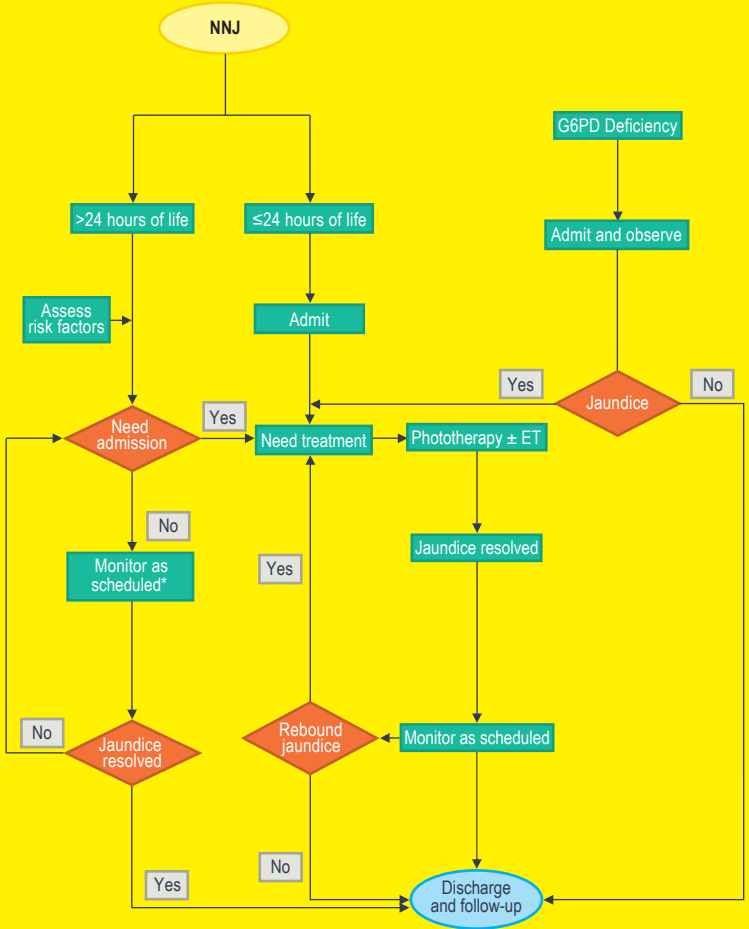 NNJ
G6PD Deficiency
>24 hours of life
≤24 hours of life
Admit and observe
Assess
risk factors
Admit
Yes
No
Jaundice
Need
admission
Yes
Need treatment
Phototherapy ± ET
No
Monitor as
scheduled*
Yes
Jaundice resolved
No
Jaundice
resolved
Rebound
jaundice
Monitor as scheduled
No
Yes
Discharge
and follow-up